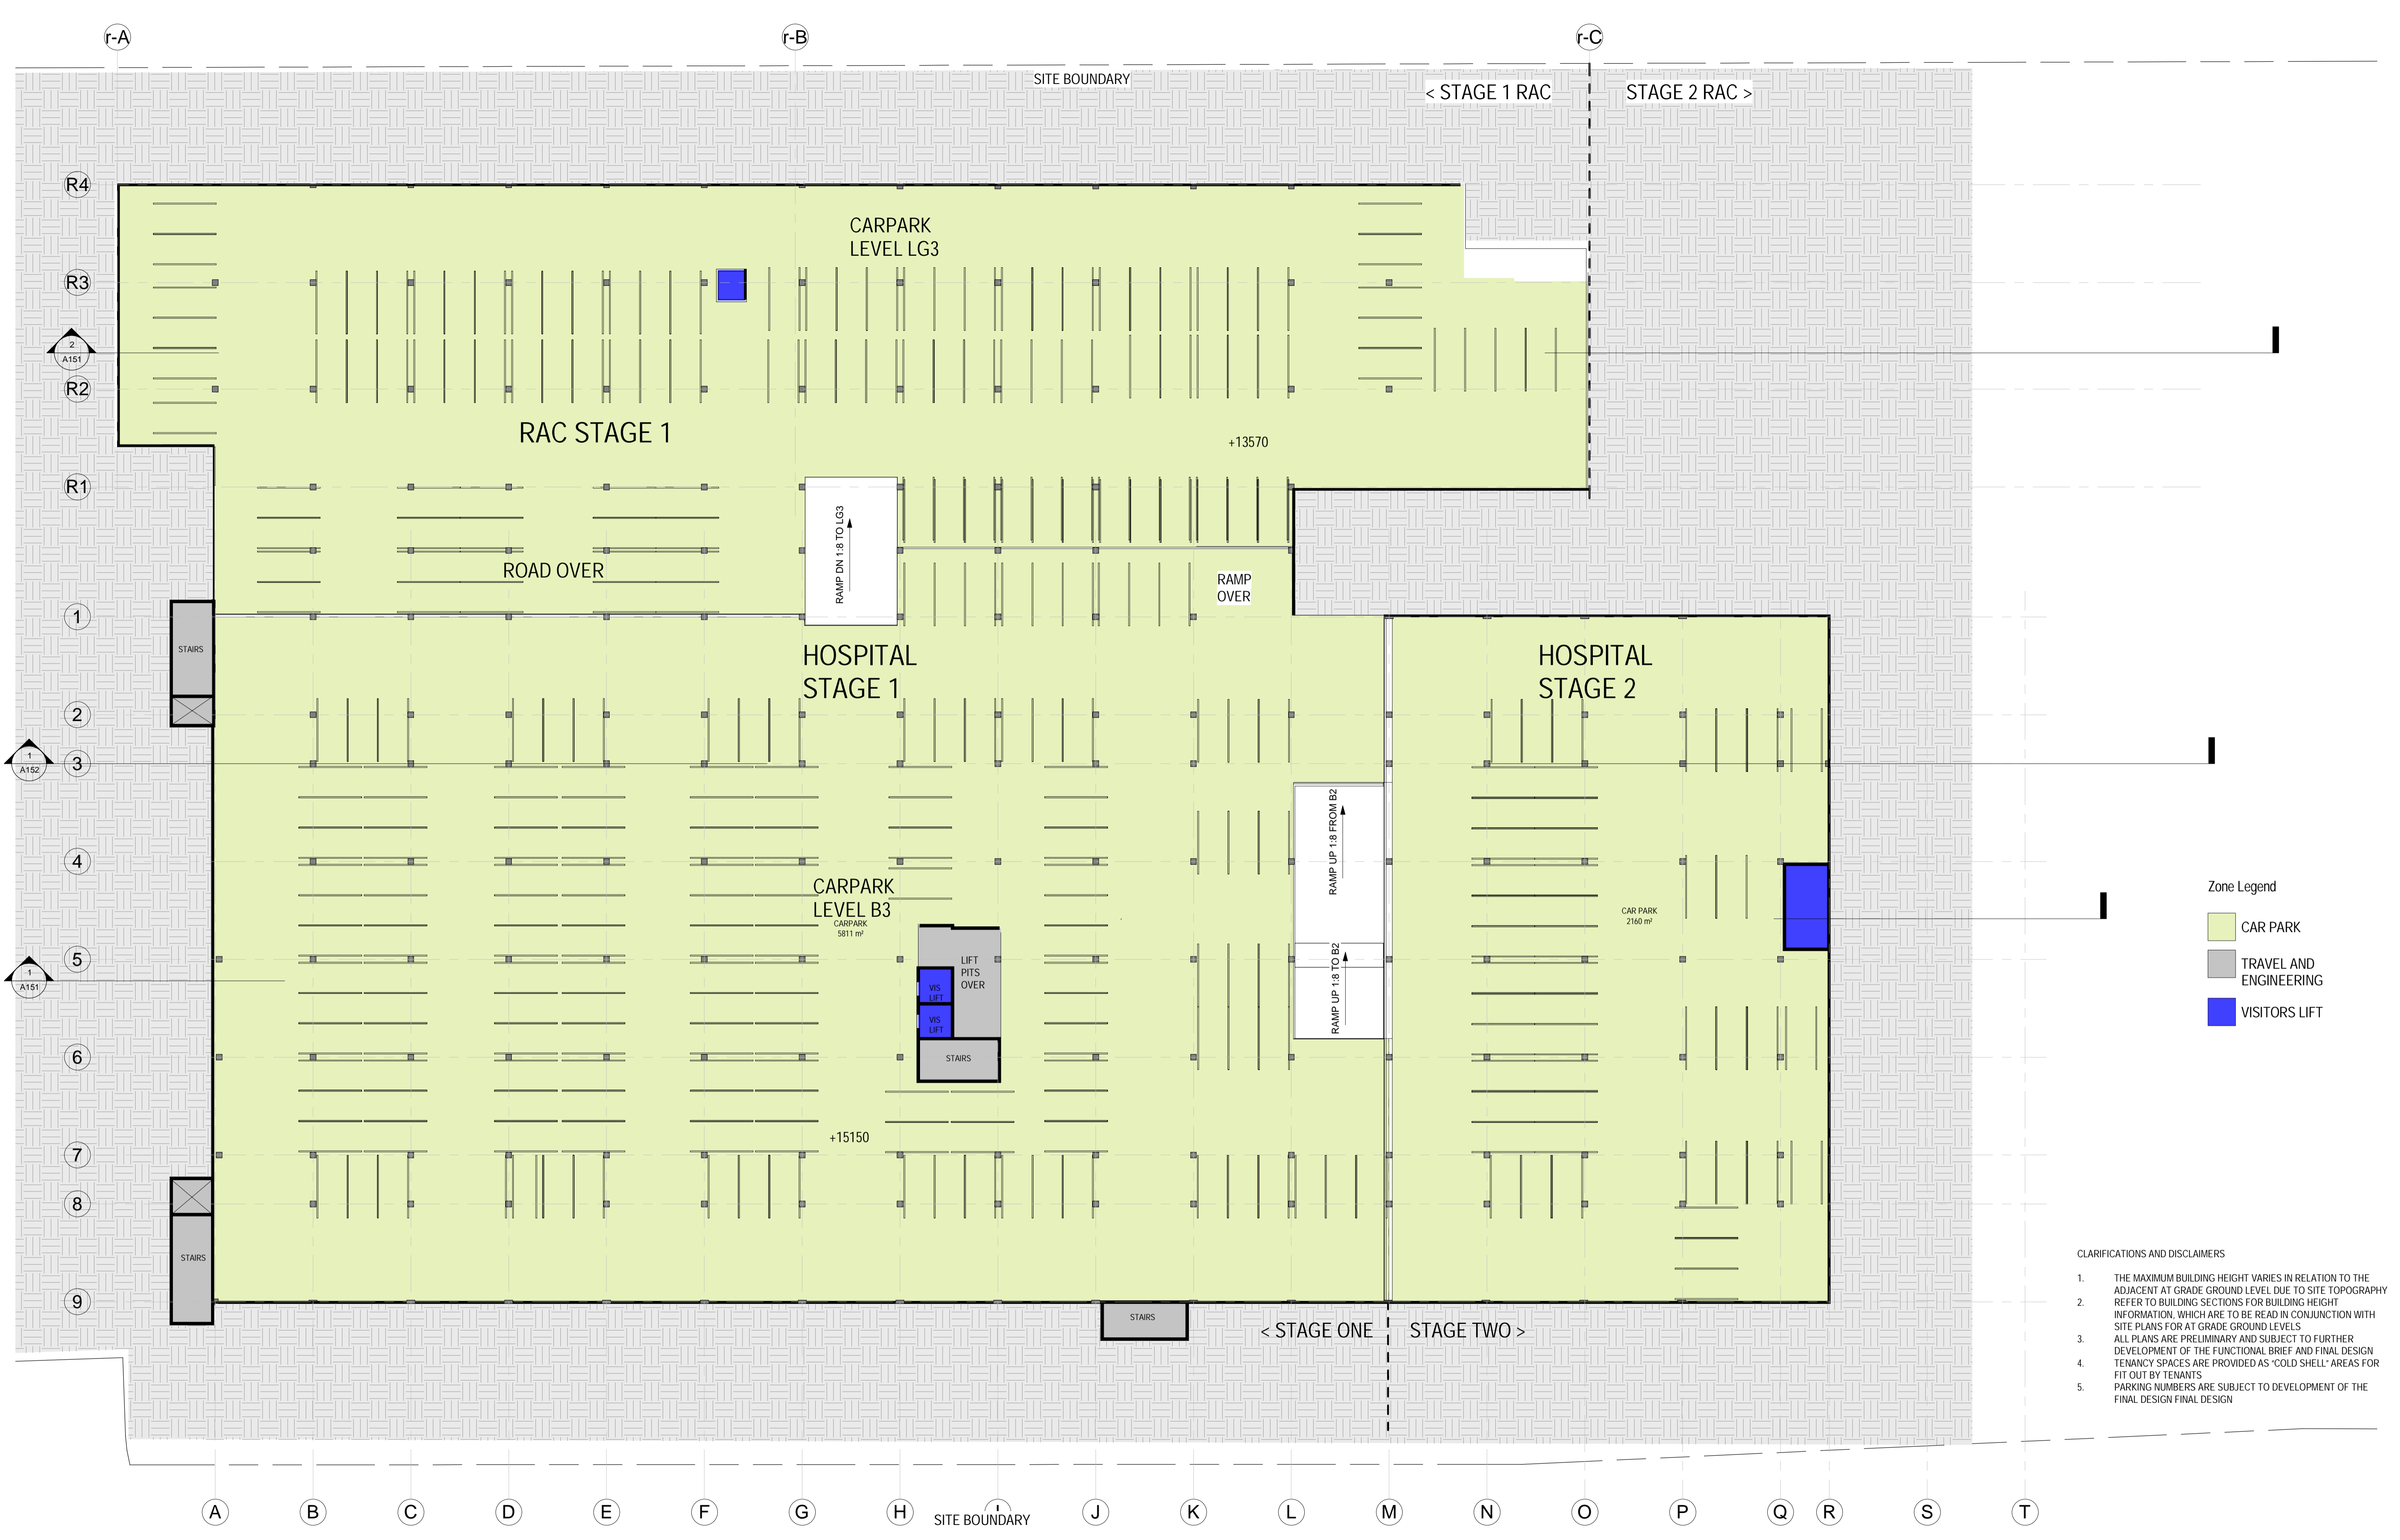 r-A
r-B
r-C
SITE BOUNDARY
< STAGE 1 RAC
STAGE 2 RAC >
R4
CARPARK
LEVEL LG3
R3
2
A151
R2
RAC STAGE 1
+13570
R1
RAMP DN 1:8 TO LG3
ROAD OVER
RAMP
OVER
1
STAIRS
HOSPITAL
STAGE 1
HOSPITAL
STAGE 2
2
1
A152
3
RAMP UP 1:8 FROM B2
4
CARPARK
LEVEL B3
CARPARK
5811 m²
CAR PARK
2160 m²
Zone Legend
CAR PARK
TRAVEL AND
ENGINEERING
VISITORS LIFT
5
LIFT
PITS
OVER
RAMP UP 1:8 TO B2
1
A151
VIS
LIFT
VIS
LIFT
6
STAIRS
+15150
7
8
STAIRS
9
STAIRS
< STAGE ONE
STAGE TWO >
CLARIFICATIONS AND DISCLAIMERS
1. THE MAXIMUM BUILDING HEIGHT VARIES IN RELATION TO THE
ADJACENT AT GRADE GROUND LEVEL DUE TO SITE TOPOGRAPHY
2. REFER TO BUILDING SECTIONS FOR BUILDING HEIGHT
INFORMATION, WHICH ARE TO BE READ IN CONJUNCTION WITH
SITE PLANS FOR AT GRADE GROUND LEVELS
3. ALL PLANS ARE PRELIMINARY AND SUBJECT TO FURTHER
DEVELOPMENT OF THE FUNCTIONAL BRIEF AND FINAL DESIGN
4. TENANCY SPACES ARE PROVIDED AS "COLD SHELL" AREAS FOR
FIT OUT BY TENANTS
5. PARKING NUMBERS ARE SUBJECT TO DEVELOPMENT OF THE
FINAL DESIGN FINAL DESIGN
A B C D E F G H I J K L M N O P Q R S T
SITE BOUNDARY